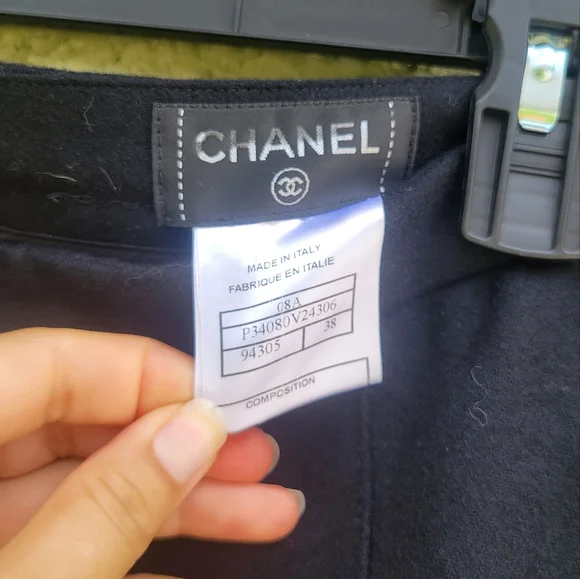 CHANEL
MADE IN ITALY
FABRIQUE EN ITALIE
08A
P34080V24306
94305 38
COMPOSITION